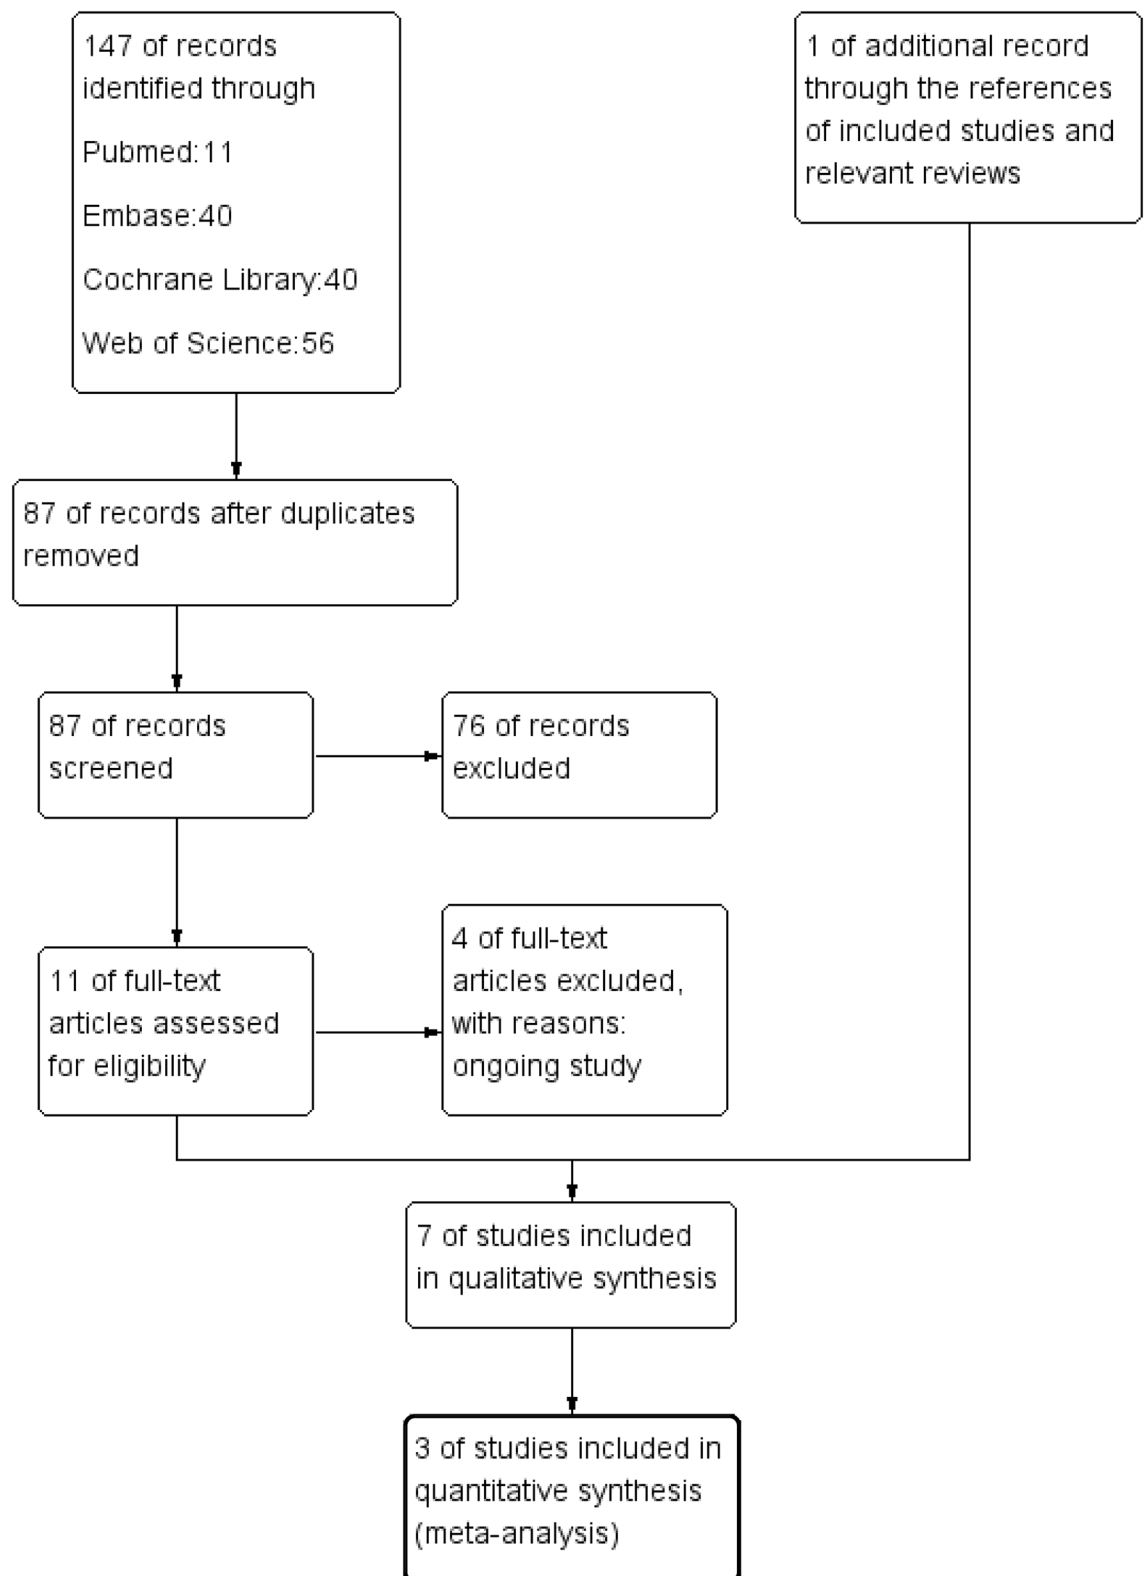 147 of records
identified through
Pubmed:11
Embase:40
Cochrane Library:40
Web of Science:56
1 of additional record
through the references
of included studies and
relevant reviews
87 of records after duplicates
removed
87 of records
screened
76 of records
excluded
11 of full-text
articles assessed
for eligibility
4 of full-text
articles excluded,
with reasons:
ongoing study
7 of studies included
in qualitative synthesis
3 of studies included in
quantitative synthesis
(meta-analysis)